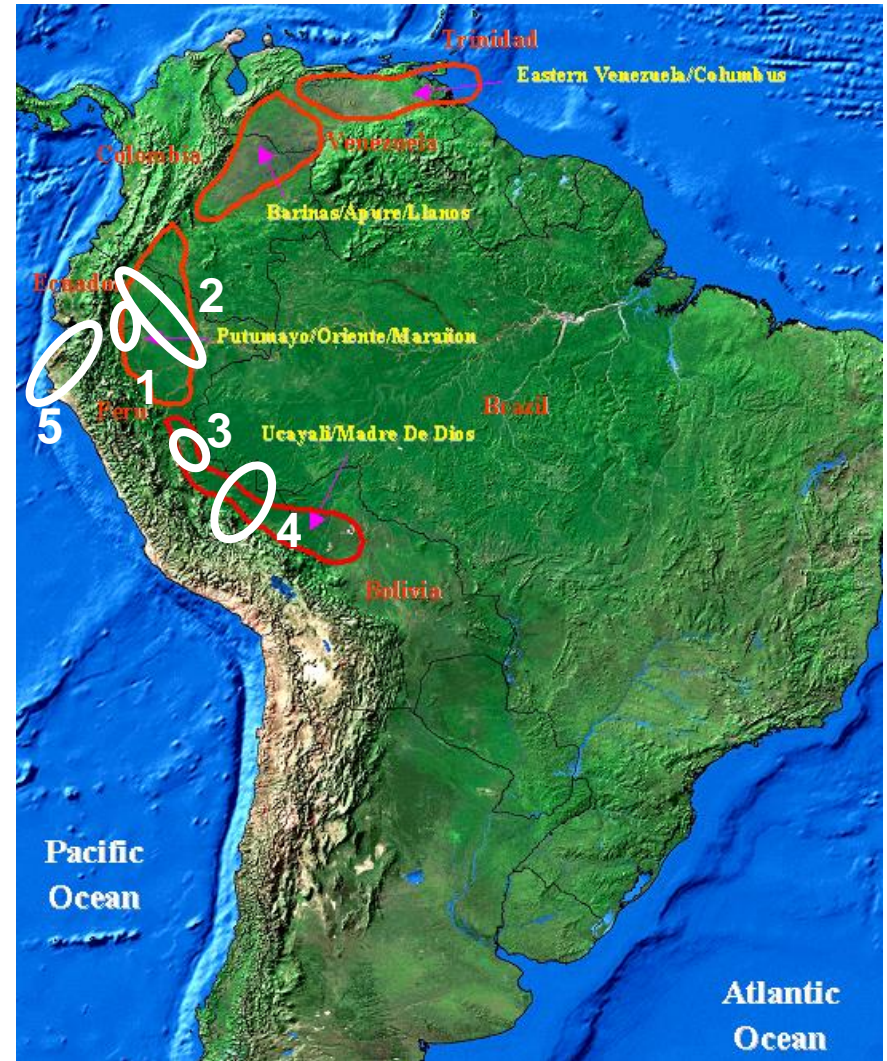 Trinidad
Eastern Venezuela/Columbus
Colombia
Venezuela
Barinas/Apure/Llanos
Ecuador
2
Putumayo/Oriente/Marañon
1
Peru
Brazil
5
3
Ucayali/Madre De Dios
4
Bolivia
Pacific
Ocean
Atlantic
Ocean